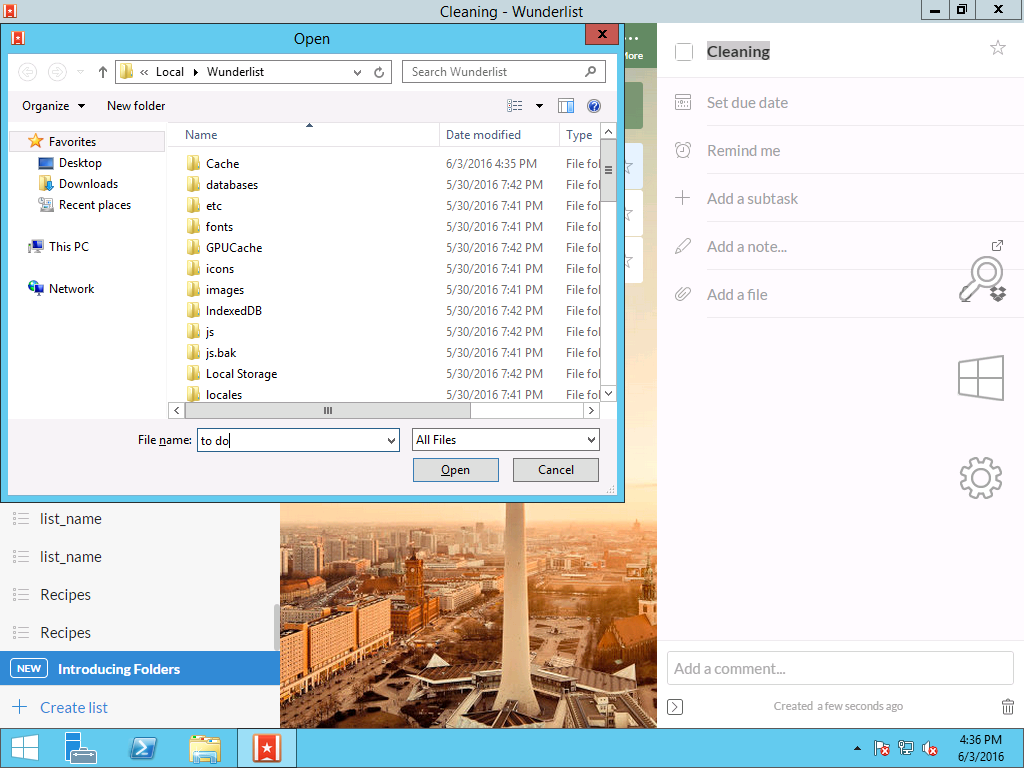 Cleaning - Wunderlist
Open
« Local Wunderlist
Search Wunderlist
Organize
New folder
Favorites
Desktop
Downloads
Recent places
This PC
Network
Name Date modified Type
Cache 6/3/2016 4:35 PM File fol
databases 5/30/2016 7:42 PM File fol
etc 5/30/2016 7:41 PM File fol
fonts 5/30/2016 7:41 PM File fol
GPUCache 5/30/2016 7:42 PM File fol
icons 5/30/2016 7:41 PM File fol
images 5/30/2016 7:41 PM File fol
IndexedDB 5/30/2016 7:42 PM File fol
js 5/30/2016 7:42 PM File fol
js.bak 5/30/2016 7:41 PM File fol
Local Storage 5/30/2016 7:42 PM File fol
locales 5/30/2016 7:41 PM File fol
File name: to do
All Files
Open
Cancel
More
Cleaning
Set due date
Remind me
Add a subtask
Add a note...
Add a file
list_name
list_name
Recipes
Recipes
NEW Introducing Folders
Create list
Add a comment...
Created a few seconds ago
4:36 PM
6/3/2016